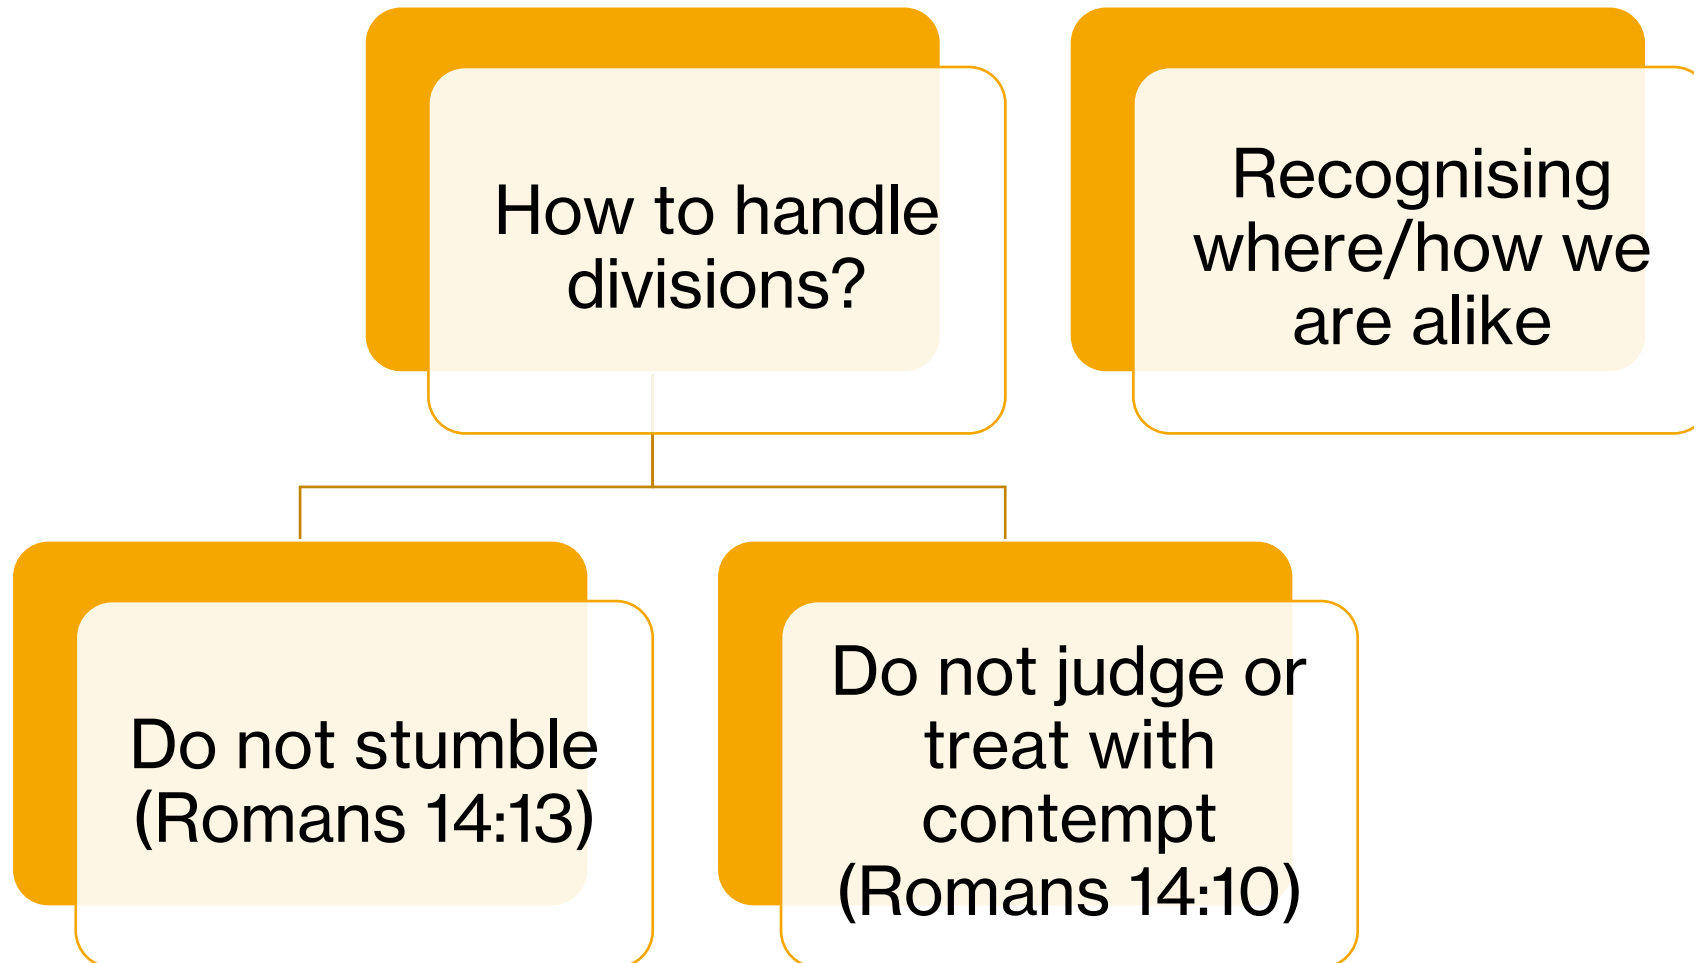 How to handle
divisions?
Recognising
where/how we
are alike
Do not stumble
(Romans 14:13)
Do not judge or
treat with
contempt
(Romans 14:10)